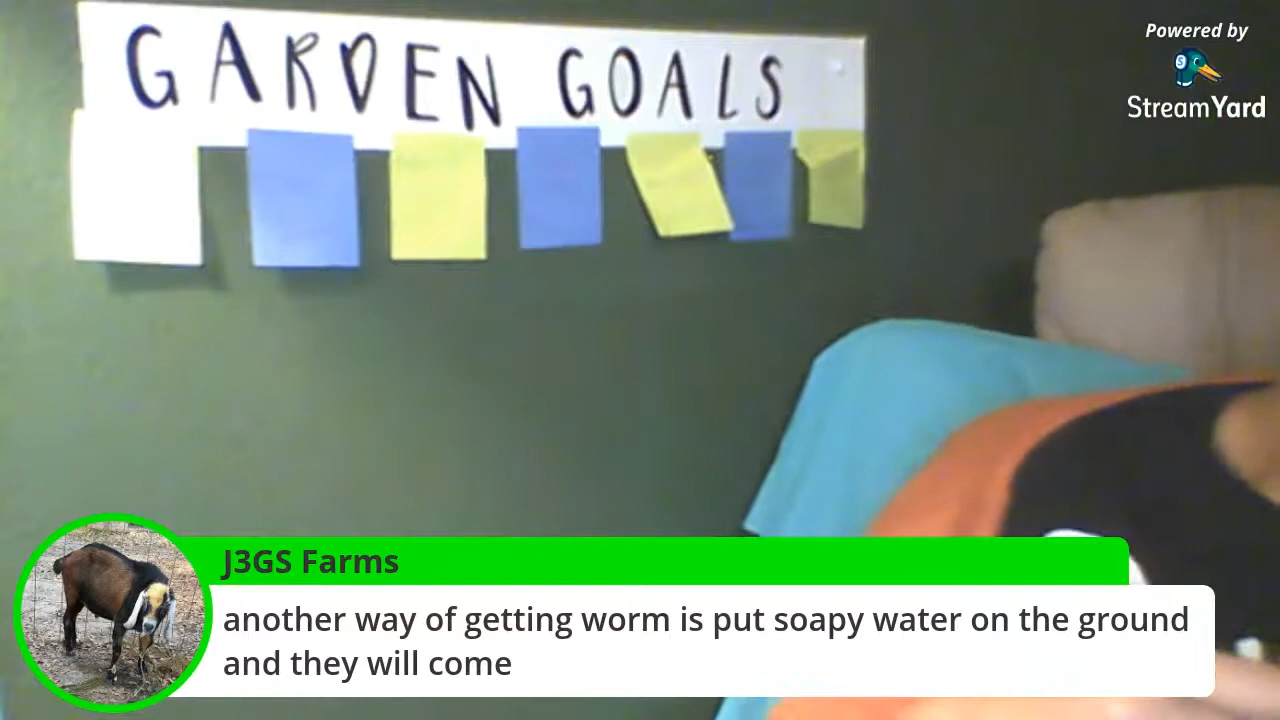 GARDEN GOALS
Powered by
StreamYard
J3GS Farms
another way of getting worm is put soapy water on the ground
and they will come